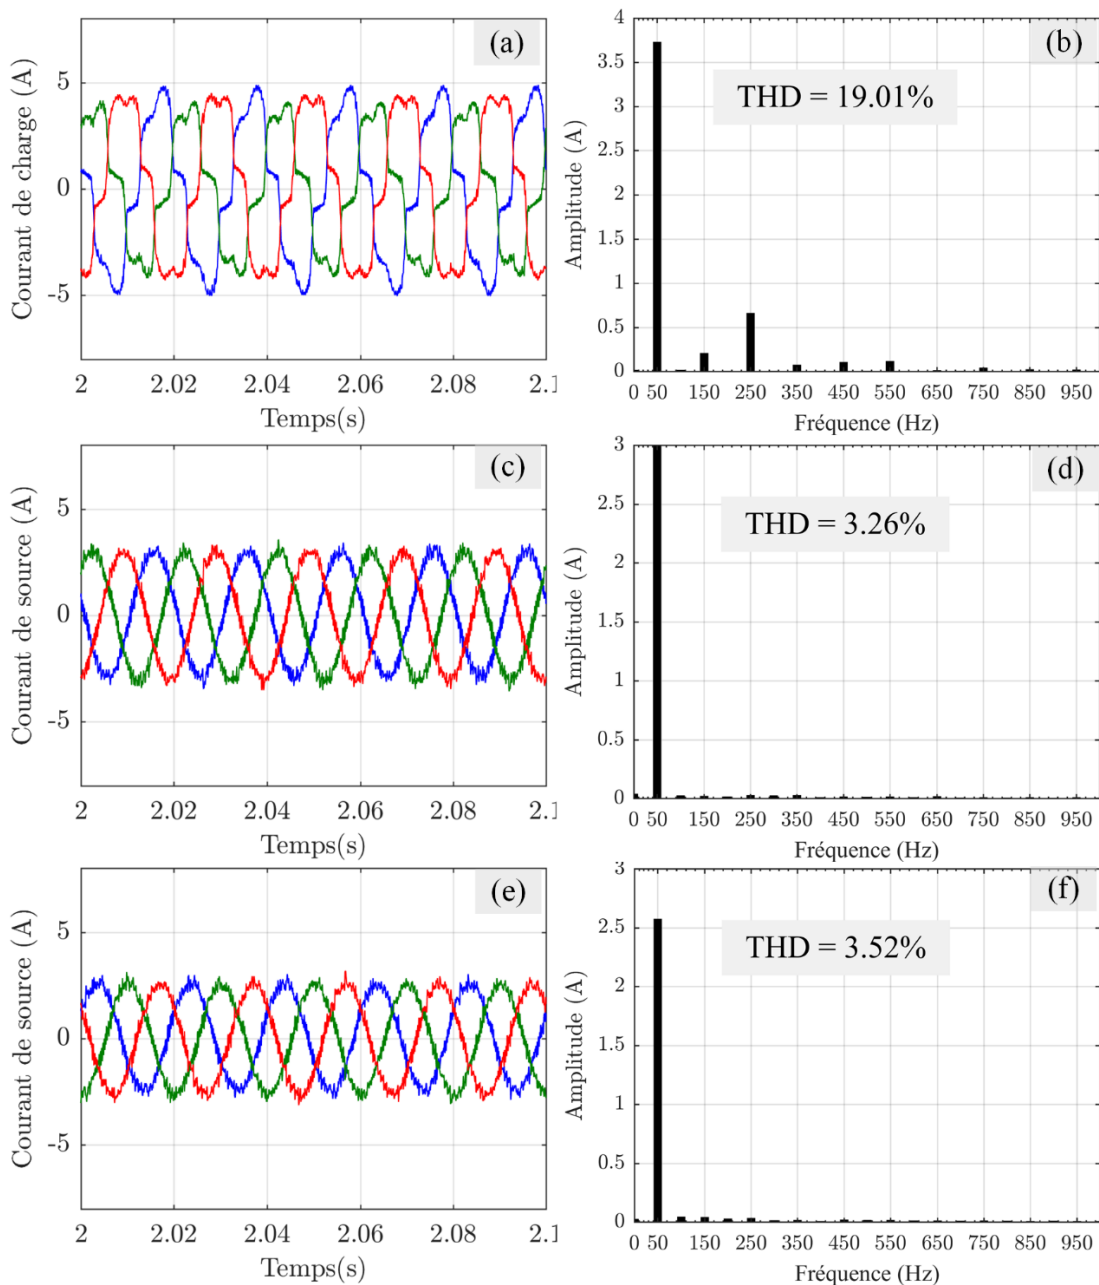 (a)
Courant de charge (A)
5
0
-5
2 2.02 2.04 2.06 2.08 2.1
Temps(s)
(b)
THD = 19.01%
Amplitude (A)
4
3.5
3
2.5
2
1.5
1
0.5
0
0 50 150 250 350 450 550 650 750 850 950
Fréquence (Hz)
(c)
Courant de source (A)
5
0
-5
2 2.02 2.04 2.06 2.08 2.1
Temps(s)
(d)
THD = 3.26%
Amplitude (A)
3
2.5
2
1.5
1
0.5
0
0 50 150 250 350 450 550 650 750 850 950
Fréquence (Hz)
(e)
Courant de source (A)
5
0
-5
2 2.02 2.04 2.06 2.08 2.1
Temps(s)
(f)
THD = 3.52%
Amplitude (A)
3
2.5
2
1.5
1
0.5
0
0 50 150 250 350 450 550 650 750 850 950
Fréquence (Hz)